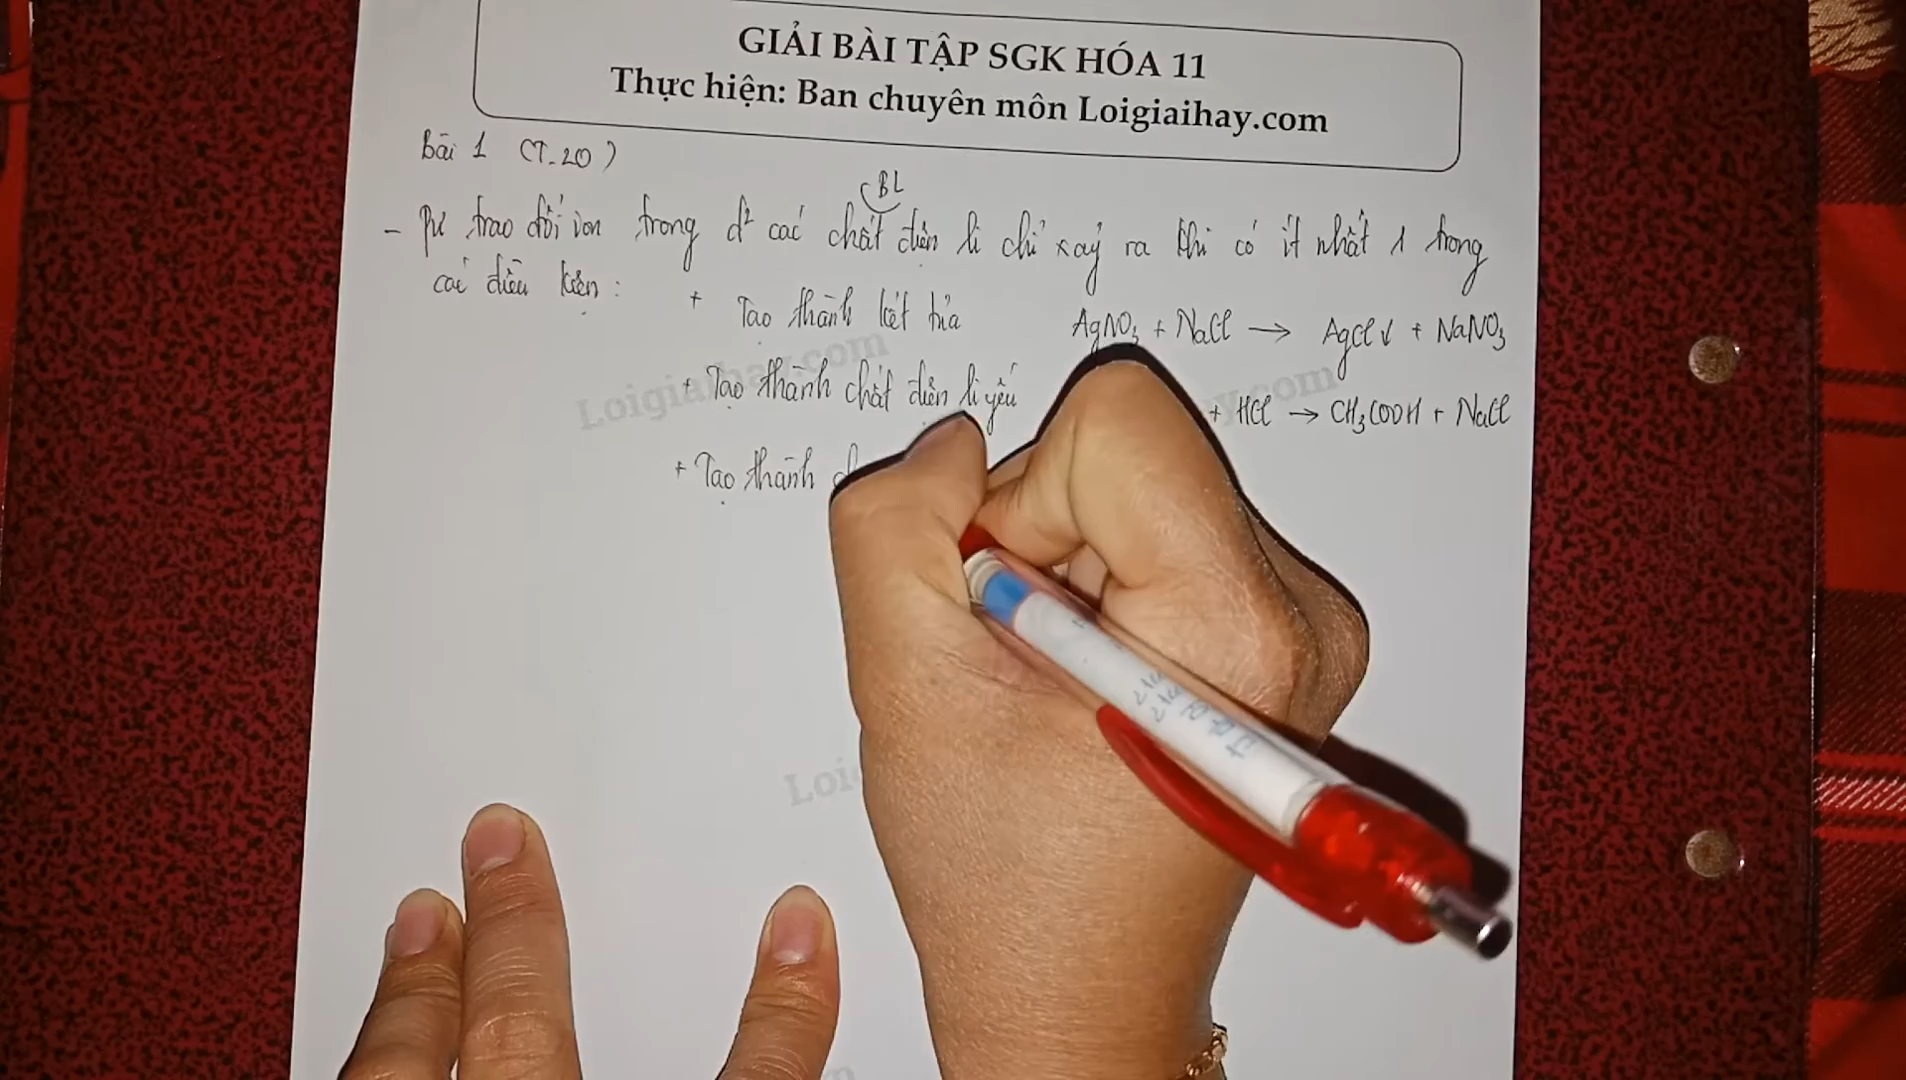 GIẢI BÀI TẬP SGK HÓA 11
Thực hiện: Ban chuyên môn Loigiaihay.com
Bài 1 (T.20)
(BL
- Pư trao đổi ion trong d² các chất điện li chỉ xảy ra khi có ít nhất 1 trong
các điều kiện :
+ Tạo thành kết tủa AgNO₃ + NaCl → AgCl↓ + NaNO₃
+ Tạo thành chất điện li yếu + HCl → CH₃COOH + NaCl
+ Tạo thành
Loigiaihay.com